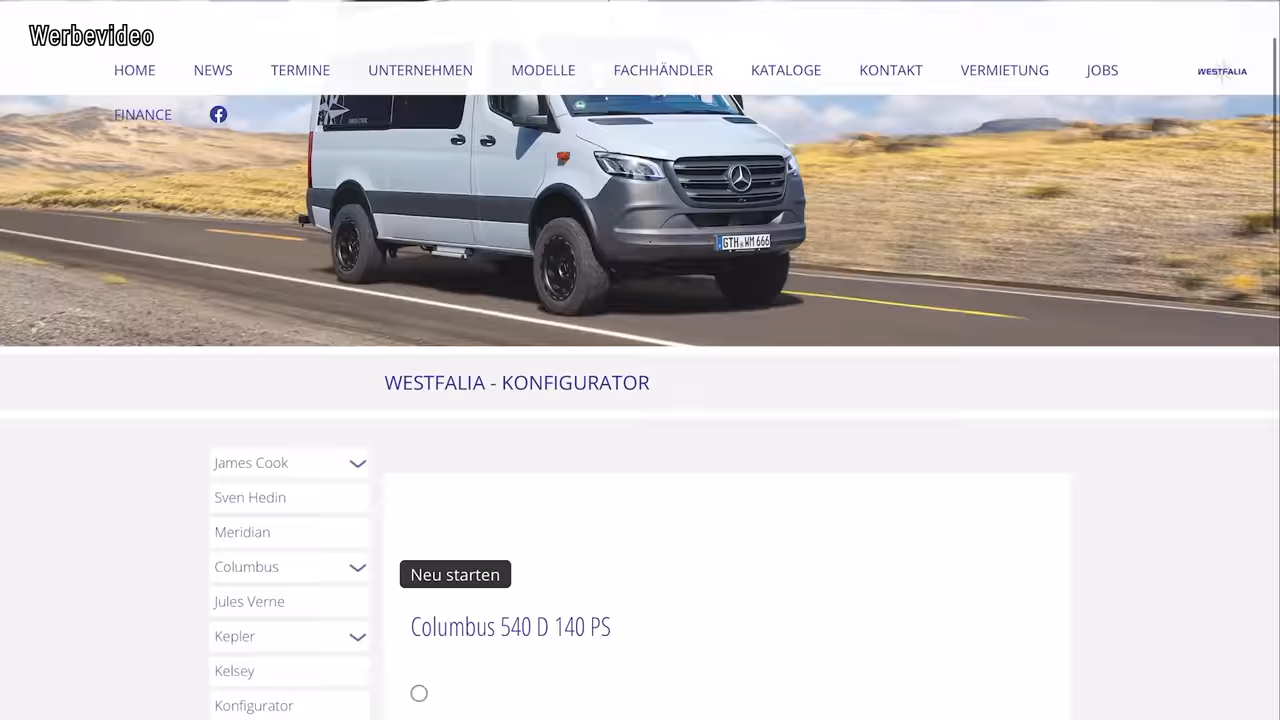 Werbevideo
HOME NEWS TERMINE UNTERNEHMEN MODELLE FACHHÄNDLER KATALOGE KONTAKT VERMIETUNG JOBS
WESTFALIA
FINANCE
GTH WM 666
WESTFALIA - KONFIGURATOR
James Cook
Sven Hedin
Meridian
Columbus
Jules Verne
Kepler
Kelsey
Konfigurator
Neu starten
Columbus 540 D 140 PS